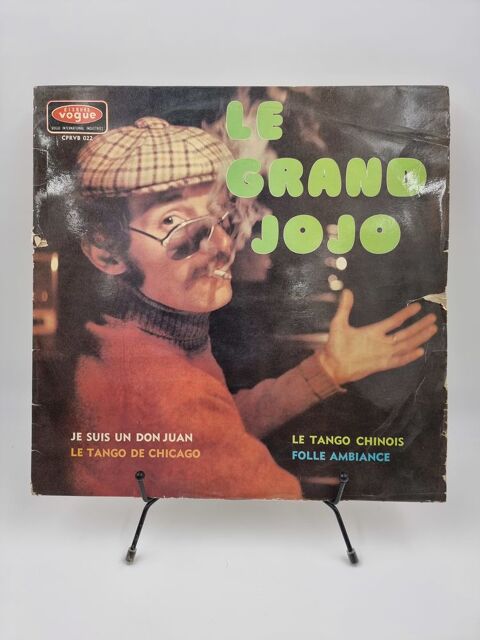 DISQUES
vogue
VOGUE INTERNATIONAL INDUSTRIES
CPRVB 022
LE
GRAND
JOJO
JE SUIS UN DON JUAN
LE TANGO DE CHICAGO
LE TANGO CHINOIS
FOLLE AMBIANCE